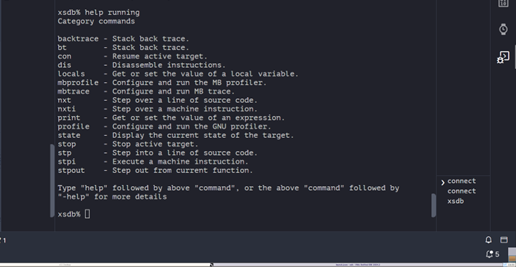 xsdb% help running
Category commands
backtrace - Stack back trace.
bt - Stack back trace.
con - Resume active target.
dis - Disassemble instructions.
locals - Get or set the value of a local variable.
mbprofile - Configure and run the MB profiler.
mbtrace - Configure and run MB trace.
nxt - Step over a line of source code.
nxti - Step over a machine instruction.
print - Get or set the value of an expression.
profile - Configure and run the GNU profiler.
state - Display the current state of the target.
stop - Stop active target.
stp - Step into a line of source code.
stpi - Execute a machine instruction.
stpout - Step out from current function.
Type "help" followed by above "command", or the above "command" followed by
"-help" for more details
xsdb%
connect
connect
xsdb
1
5